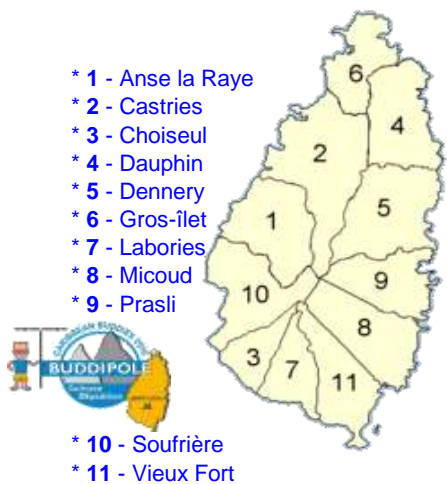 * 1 - Anse la Raye
* 2 - Castries
* 3 - Choiseul
* 4 - Dauphin
* 5 - Dennery
* 6 - Gros-îlet
* 7 - Labories
* 8 - Micoud
* 9 - Prasli
BUDDIPOLE
* 10 - Soufrière
* 11 - Vieux Fort
6
4
2
5
1
9
10
8
3
7
11